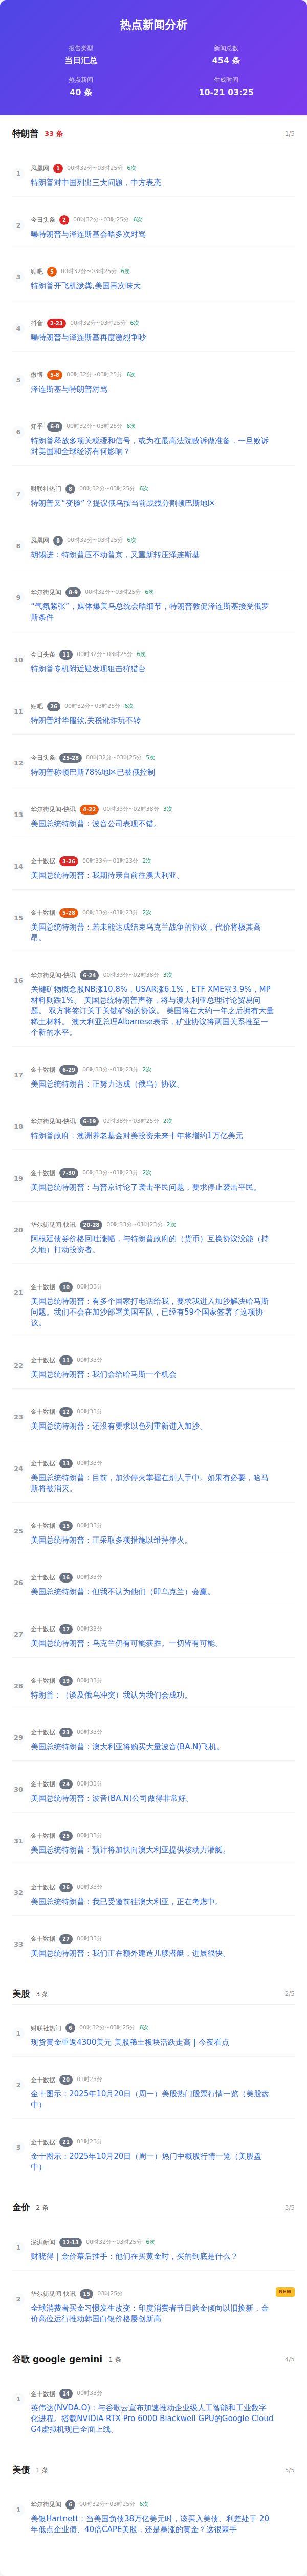 热点新闻分析
报告类型
当日汇总
新闻总数
454 条
热点新闻
40 条
生成时间
10-21 03:25
特朗普 33 条 1/5
1
凤凰网 1 00时32分~03时25分 6次
特朗普对中国列出三大问题，中方表态
2
今日头条 2 00时32分~03时25分 6次
曝特朗普与泽连斯基会晤多次对骂
3
贴吧 5 00时32分~03时25分 6次
特朗普开飞机泼粪,美国再次味大
4
抖音 2-23 00时32分~03时25分 6次
曝特朗普与泽连斯基再度激烈争吵
5
微博 5-8 00时32分~03时25分 6次
泽连斯基与特朗普对骂
6
知乎 6-8 00时32分~03时25分 6次
特朗普释放多项关税缓和信号，或为在最高法院败诉做准备，一旦败诉
对美国和全球经济有何影响？
7
财联社热门 8 00时32分~03时25分 6次
特朗普又“变脸”？提议俄乌按当前战线分割顿巴斯地区
8
凤凰网 8 00时32分~03时25分 6次
胡锡进：特朗普压不动普京，又重新转压泽连斯基
9
华尔街见闻 8-9 00时32分~03时25分 6次
“气氛紧张”，媒体爆美乌总统会晤细节，特朗普敦促泽连斯基接受俄罗
斯条件
10
今日头条 11 00时32分~03时25分 6次
特朗普专机附近疑发现狙击狩猎台
11
贴吧 26 00时32分~03时25分 6次
特朗普对华服软,关税讹诈玩不转
12
今日头条 25-28 00时32分~03时25分 5次
特朗普称顿巴斯78%地区已被俄控制
13
华尔街见闻-快讯 4-22 00时33分~02时38分 3次
美国总统特朗普：波音公司表现不错。
14
金十数据 3-26 00时33分~01时23分 2次
美国总统特朗普：我期待亲自前往澳大利亚。
15
金十数据 5-28 00时33分~01时23分 2次
美国总统特朗普：若未能达成结束乌克兰战争的协议，代价将极其高
昂。
16
华尔街见闻-快讯 6-24 00时33分~02时38分 3次
关键矿物概念股NB涨10.8%，USAR涨6.1%，ETF XME涨3.9%，MP
材料则跌1%。 美国总统特朗普声称，将与澳大利亚总理讨论贸易问
题。 双方将签订关于关键矿物的协议。 美国将在大约一年之后拥有大量
稀土材料。 澳大利亚总理Albanese表示，矿业协议将两国关系推至一
个新的水平。
17
金十数据 6-29 00时33分~01时23分 2次
美国总统特朗普：正努力达成（俄乌）协议。
18
华尔街见闻-快讯 6-19 02时38分~03时25分 2次
特朗普政府：澳洲养老基金对美投资未来十年将增约1万亿美元
19
金十数据 7-30 00时33分~01时23分 2次
美国总统特朗普：与普京讨论了袭击平民问题，要求停止袭击平民。
20
华尔街见闻-快讯 20-28 00时33分~01时23分 2次
阿根廷债券价格回吐涨幅，与特朗普政府的（货币）互换协议没能（持
久地）打动投资者。
21
金十数据 10 00时33分
美国总统特朗普：有多个国家打电话给我，要求我进入加沙解决哈马斯
问题。我们不会在加沙部署美国军队，已经有59个国家签署了这项协
议。
22
金十数据 11 00时33分
美国总统特朗普：我们会给哈马斯一个机会
23
金十数据 12 00时33分
美国总统特朗普：还没有要求以色列重新进入加沙。
24
金十数据 13 00时33分
美国总统特朗普：目前，加沙停火掌握在别人手中。如果有必要，哈马
斯将被消灭。
25
金十数据 15 00时33分
美国总统特朗普：正采取多项措施以维持停火。
26
金十数据 16 00时33分
美国总统特朗普：但我不认为他们（即乌克兰）会赢。
27
金十数据 17 00时33分
美国总统特朗普：乌克兰仍有可能获胜。一切皆有可能。
28
金十数据 19 00时33分
特朗普：（谈及俄乌冲突）我认为我们会成功。
29
金十数据 23 00时33分
美国总统特朗普：澳大利亚将购买大量波音(BA.N)飞机。
30
金十数据 24 00时33分
美国总统特朗普：波音(BA.N)公司做得非常好。
31
金十数据 25 00时33分
美国总统特朗普：预计将加快向澳大利亚提供核动力潜艇。
32
金十数据 26 00时33分
美国总统特朗普：我已受邀前往澳大利亚，正在考虑中。
33
金十数据 27 00时33分
美国总统特朗普：我们正在额外建造几艘潜艇，进展很快。
美股 3 条 2/5
1
财联社热门 6 00时32分~03时25分 6次
现货黄金重返4300美元 美股稀土板块活跃走高 | 今夜看点
2
金十数据 20 01时23分
金十图示：2025年10月20日（周一）美股热门股票行情一览（美股盘
中）
3
金十数据 21 01时23分
金十图示：2025年10月20日（周一）热门中概股行情一览（美股盘
中）
金价 2 条 3/5
1
澎湃新闻 12-13 00时32分~03时25分 6次
财晓得｜金价幕后推手：他们在买黄金时，买的到底是什么？
2
华尔街见闻-快讯 15 03时25分 NEW
全球消费者买金习惯发生改变：印度消费者节日购金倾向以旧换新，金
价高位运行推动韩国白银价格屡创新高
谷歌 google gemini 1 条 4/5
1
金十数据 14 00时33分
英伟达(NVDA.O)：与谷歌云宣布加速推动企业级人工智能和工业数字
化进程。搭载NVIDIA RTX Pro 6000 Blackwell GPU的Google Cloud
G4虚拟机现已全面上线。
美债 1 条 5/5
1
华尔街见闻 6 00时32分~03时25分 6次
美银Hartnett：当美国负债38万亿美元时，该买入美债、利差处于 20
年低点企业债、40倍CAPE美股，还是暴涨的黄金？这很棘手